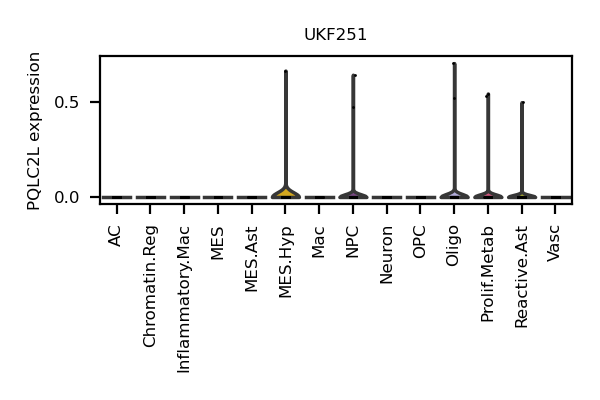 UKF251
PQLC2L expression
0.5
0.0
AC
Chromatin.Reg
Inflammatory.Mac
MES
MES.Ast
MES.Hyp
Mac
NPC
Neuron
OPC
Oligo
Prolif.Metab
Reactive.Ast
Vasc